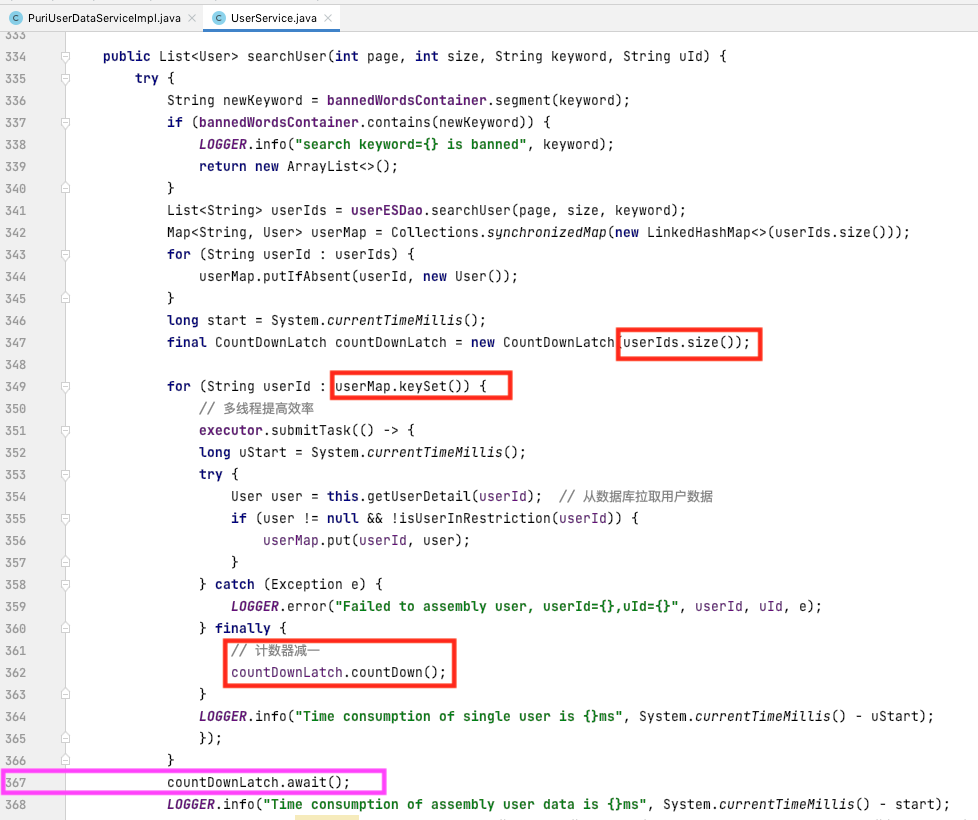 PuriUserDataServiceImpl.java × UserService.java ×
333
334 public List<User> searchUser(int page, int size, String keyword, String uId) {
335 try {
336 String newKeyword = bannedWordsContainer.segment(keyword);
337 if (bannedWordsContainer.contains(newKeyword)) {
338 LOGGER.info("search keyword={} is banned", keyword);
339 return new ArrayList<>();
340 }
341 List<String> userIds = userESDao.searchUser(page, size, keyword);
342 Map<String, User> userMap = Collections.synchronizedMap(new LinkedHashMap<>(userIds.size()));
343 for (String userId : userIds) {
344 userMap.putIfAbsent(userId, new User());
345 }
346 long start = System.currentTimeMillis();
347 final CountDownLatch countDownLatch = new CountDownLatch(userIds.size());
348
349 for (String userId : userMap.keySet()) {
350 // 多线程提高效率
351 executor.submitTask(() -> {
352 long uStart = System.currentTimeMillis();
353 try {
354 User user = this.getUserDetail(userId); // 从数据库拉取用户数据
355 if (user != null && !isUserInRestriction(userId)) {
356 userMap.put(userId, user);
357 }
358 } catch (Exception e) {
359 LOGGER.error("Failed to assembly user, userId={},uId={}", userId, uId, e);
360 } finally {
361 // 计数器减一
362 countDownLatch.countDown();
363 }
364 LOGGER.info("Time consumption of single user is {}ms", System.currentTimeMillis() - uStart);
365 });
366 }
367 countDownLatch.await();
368 LOGGER.info("Time consumption of assembly user data is {}ms", System.currentTimeMillis() - start);